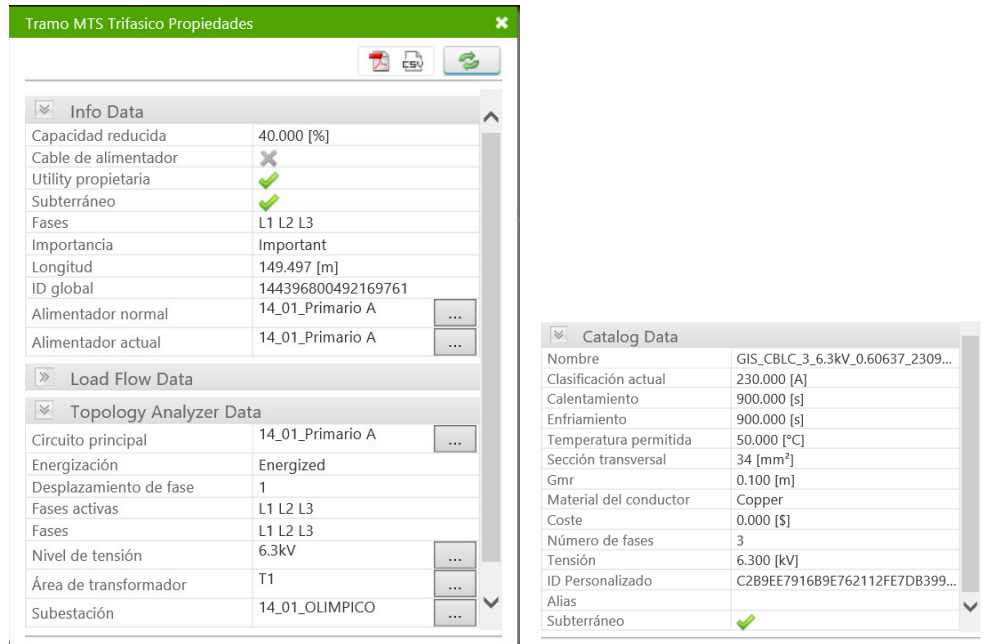 Tramo MTS Trifasico Propiedades
CSV
Info Data
Capacidad reducida 40.000 [%]
Cable de alimentador
Utility propietaria
Subterráneo
Fases L1 L2 L3
Importancia Important
Longitud 149.497 [m]
ID global 144396800492169761
Alimentador normal 14_01_Primario A ...
Alimentador actual 14_01_Primario A ...
Load Flow Data
Topology Analyzer Data
Circuito principal 14_01_Primario A ...
Energización Energized
Desplazamiento de fase 1
Fases activas L1 L2 L3
Fases L1 L2 L3
Nivel de tensión 6.3kV ...
Área de transformador T1 ...
Subestación 14_01_OLIMPICO ...
Catalog Data
Nombre GIS_CBLC_3_6.3kV_0.60637_2309...
Clasificación actual 230.000 [A]
Calentamiento 900.000 [s]
Enfriamiento 900.000 [s]
Temperatura permitida 50.000 [°C]
Sección transversal 34 [mm²]
Gmr 0.100 [m]
Material del conductor Copper
Coste 0.000 [$]
Número de fases 3
Tensión 6.300 [kV]
ID Personalizado C2B9EE7916B9E762112FE7DB399...
Alias
Subterráneo